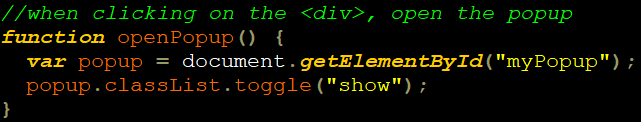 //when clicking on the <div>, open the popup
function openPopup() {
  var popup = document.getElementById("myPopup");
  popup.classList.toggle("show");
}